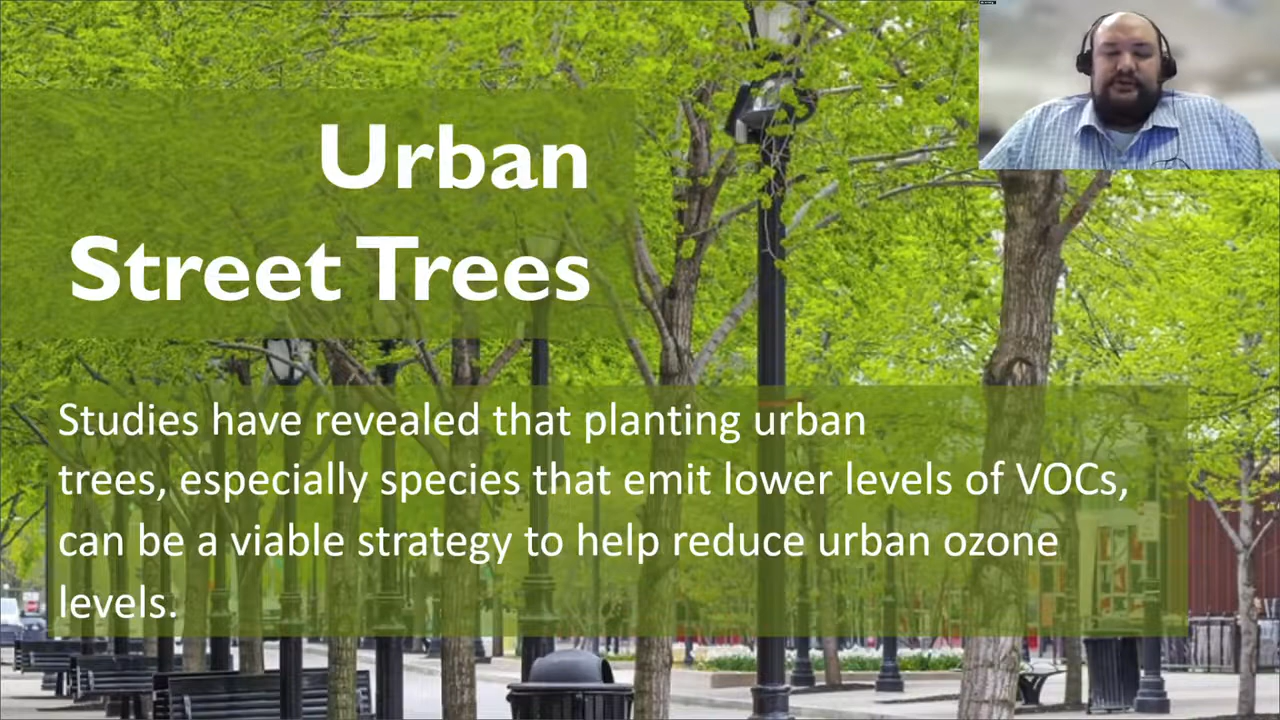 Urban
Street Trees
Studies have revealed that planting urban
trees, especially species that emit lower levels of VOCs,
can be a viable strategy to help reduce urban ozone
levels.